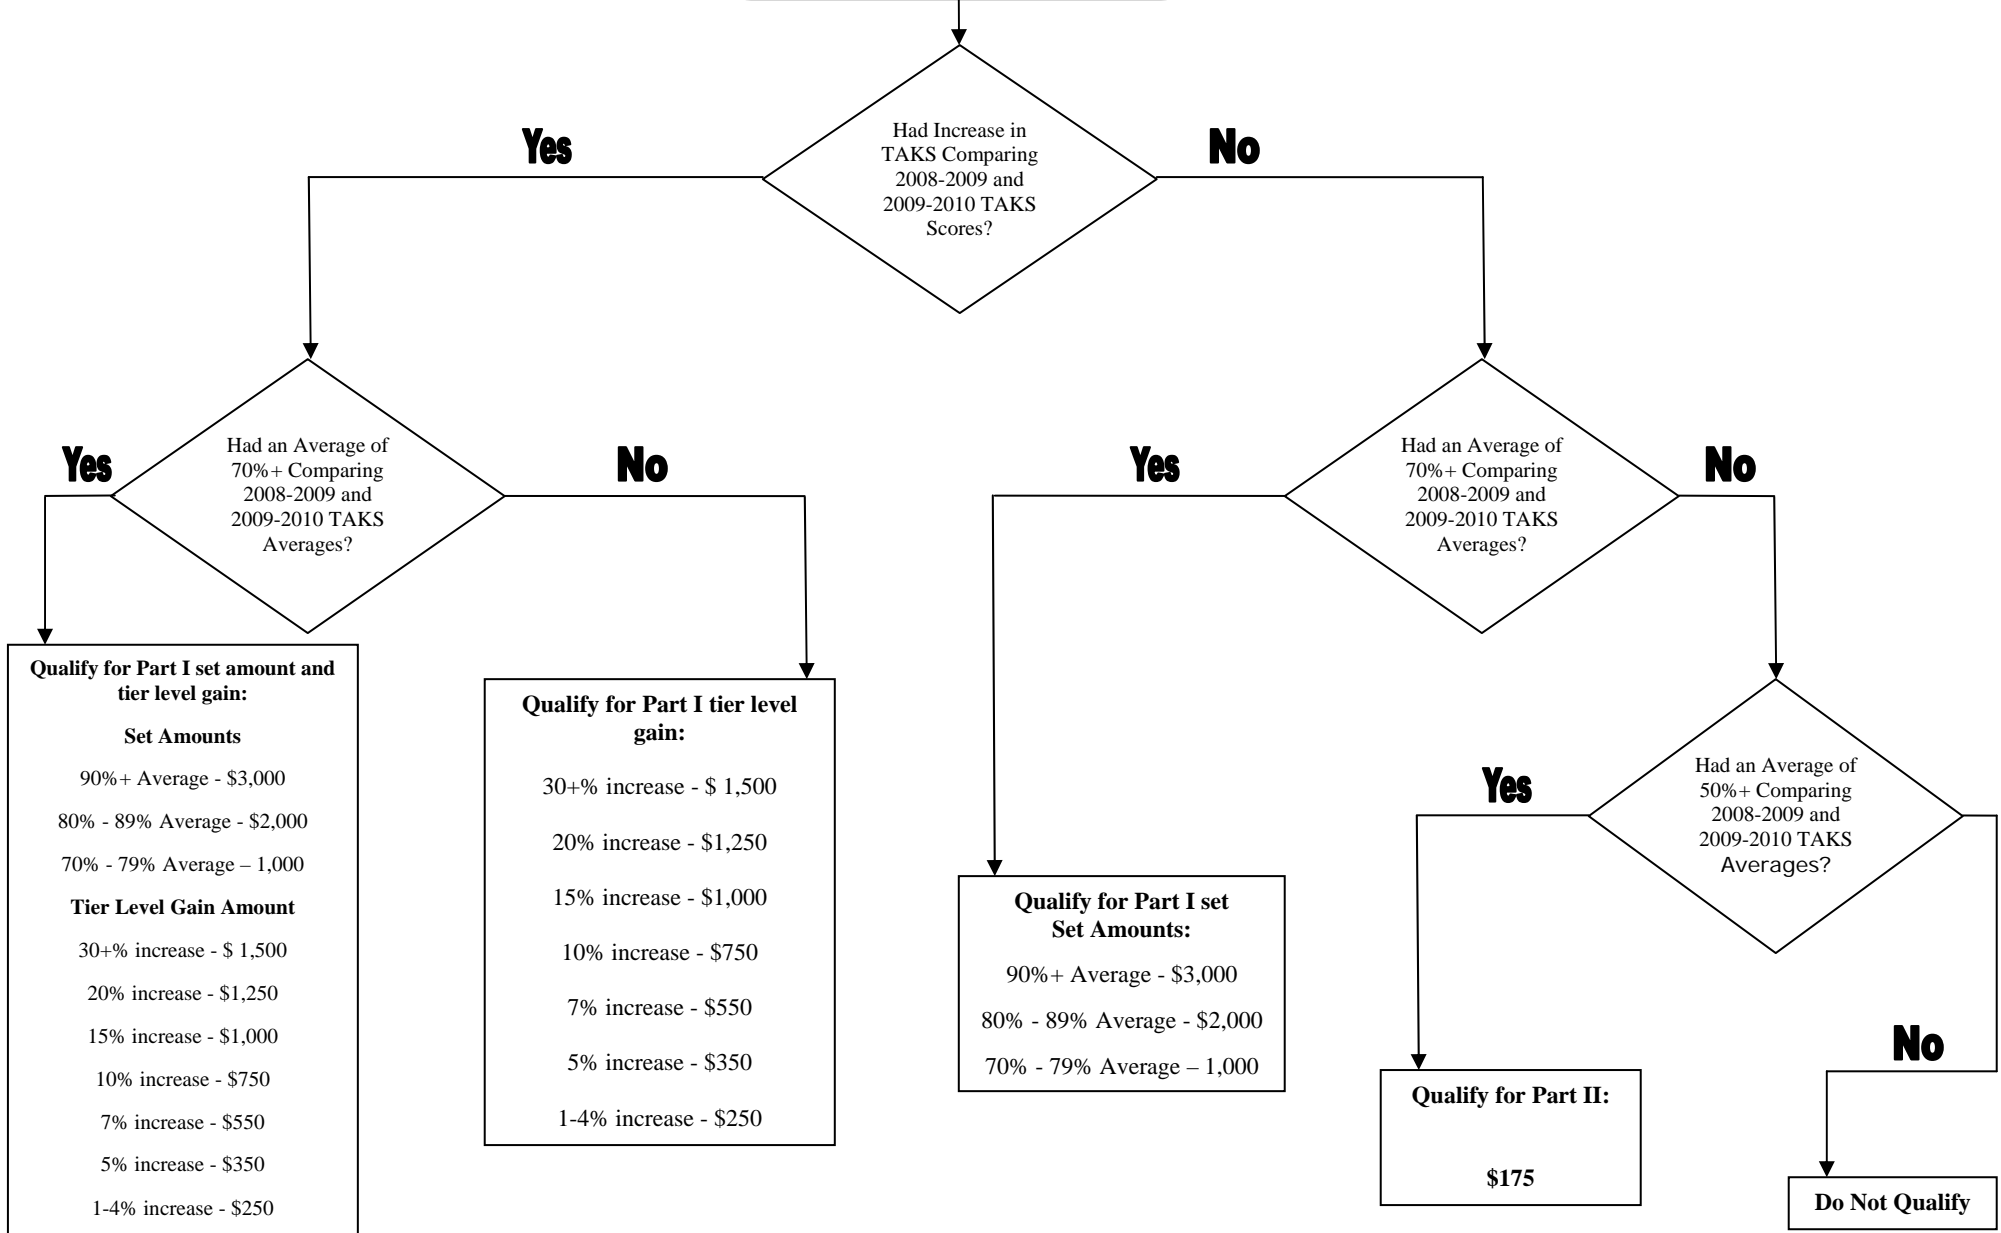 Had Increase in
TAKS Comparing
2008-2009 and
2009-2010 TAKS
Scores?
Yes
No
Had an Average of
70%+ Comparing
2008-2009 and
2009-2010 TAKS
Averages?
Yes
No
Had an Average of
70%+ Comparing
2008-2009 and
2009-2010 TAKS
Averages?
Yes
No
Qualify for Part I set amount and
tier level gain:
Set Amounts
90%+ Average - $3,000
80% - 89% Average - $2,000
70% - 79% Average – 1,000
Tier Level Gain Amount
30+% increase - $ 1,500
20% increase - $1,250
15% increase - $1,000
10% increase - $750
7% increase - $550
5% increase - $350
1-4% increase - $250
Qualify for Part I tier level
gain:
30+% increase - $ 1,500
20% increase - $1,250
15% increase - $1,000
10% increase - $750
7% increase - $550
5% increase - $350
1-4% increase - $250
Qualify for Part I set
Set Amounts:
90%+ Average - $3,000
80% - 89% Average - $2,000
70% - 79% Average – 1,000
Had an Average of
50%+ Comparing
2008-2009 and
2009-2010 TAKS
Averages?
Yes
No
Qualify for Part II:
$175
Do Not Qualify